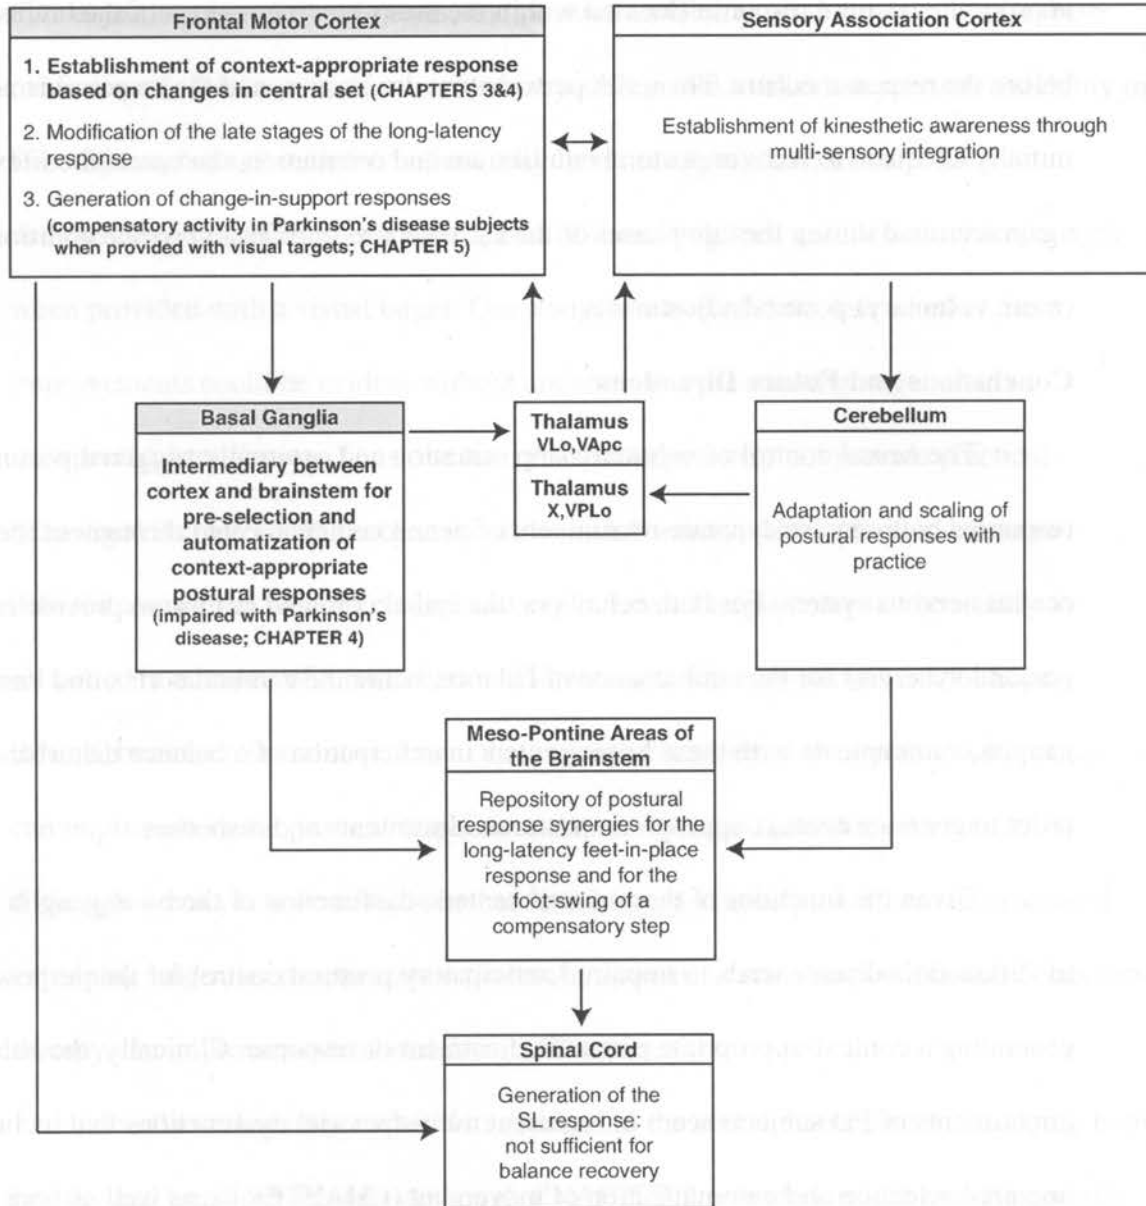 Frontal Motor Cortex
1. Establishment of context-appropriate response
based on changes in central set (CHAPTERS 3&4)
2. Modification of the late stages of the long-latency
response
3. Generation of change-in-support responses
(compensatory activity in Parkinson's disease subjects
when provided with visual targets; CHAPTER 5)
Sensory Association Cortex
Establishment of kinesthetic awareness through
multi-sensory integration
Basal Ganglia
Intermediary between
cortex and brainstem for
pre-selection and
automatization of
context-appropriate
postural responses
(impaired with Parkinson's
disease; CHAPTER 4)
Thalamus
VLo,VApc
Thalamus
X,VPLo
Cerebellum
Adaptation and scaling of
postural responses with
practice
Meso-Pontine Areas of
the Brainstem
Repository of postural
response synergies for the
long-latency feet-in-place
response and for the
foot-swing of a
compensatory step
Spinal Cord
Generation of the
SL response:
not sufficient for
balance recovery